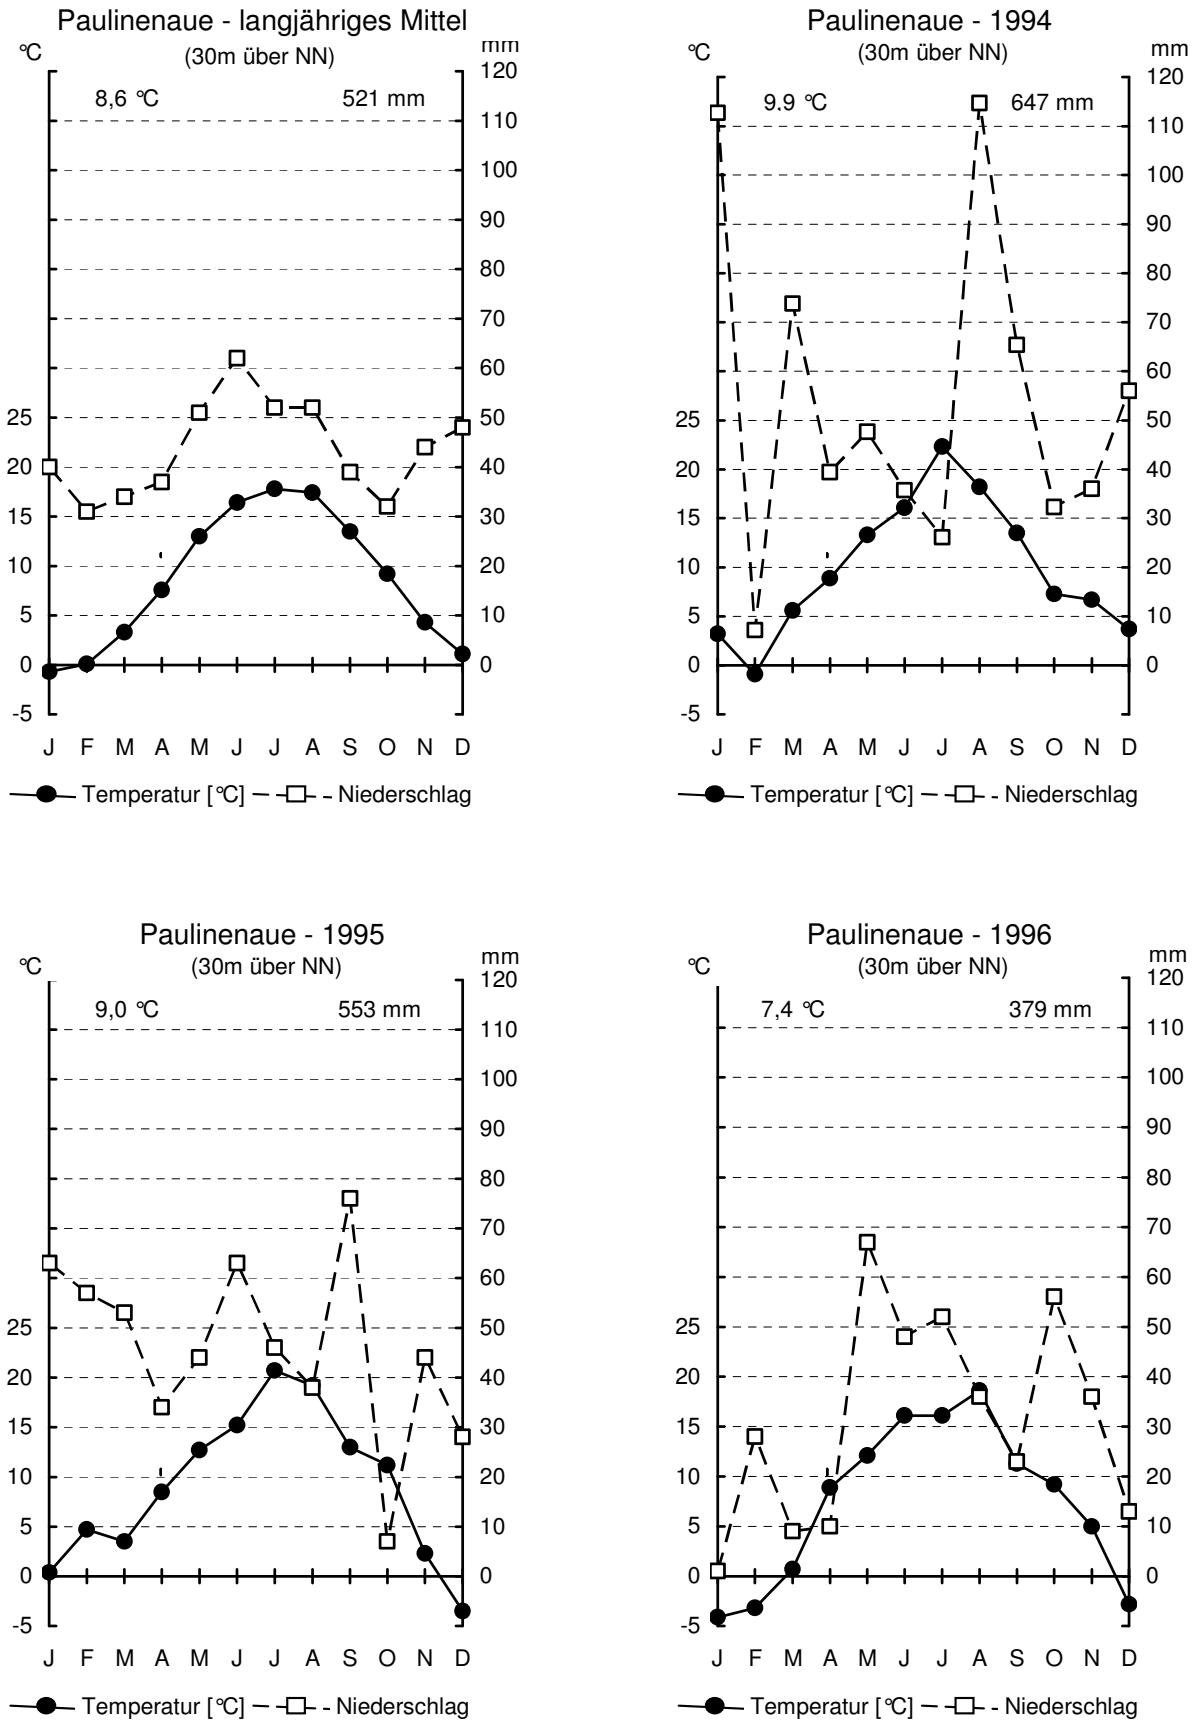 Paulinenaue - langjähriges Mittel
(30m über NN)
°C
mm
8,6 °C
521 mm
120
110
100
90
80
70
60
25
50
20
40
15
30
10
20
5
10
0
0
-5
J F M A M J J A S O N D
Temperatur [°C]
Niederschlag
Paulinenaue - 1994
(30m über NN)
°C
mm
9.9 °C
647 mm
120
110
100
90
80
70
60
25
50
20
40
15
30
10
20
5
10
0
0
-5
J F M A M J J A S O N D
Temperatur [°C]
Niederschlag
Paulinenaue - 1995
(30m über NN)
°C
mm
9,0 °C
553 mm
120
110
100
90
80
70
60
25
50
20
40
15
30
10
20
5
10
0
0
-5
J F M A M J J A S O N D
Temperatur [°C]
Niederschlag
Paulinenaue - 1996
(30m über NN)
°C
mm
7,4 °C
379 mm
120
110
100
90
80
70
60
25
50
20
40
15
30
10
20
5
10
0
0
-5
J F M A M J J A S O N D
Temperatur [°C]
Niederschlag